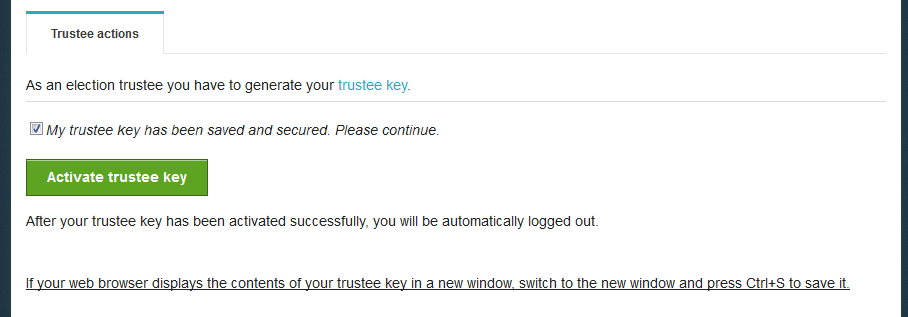 Trustee actions
As an election trustee you have to generate your trustee key.
My trustee key has been saved and secured. Please continue.
Activate trustee key
After your trustee key has been activated successfully, you will be automatically logged out.
If your web browser displays the contents of your trustee key in a new window, switch to the new window and press Ctrl+S to save it.